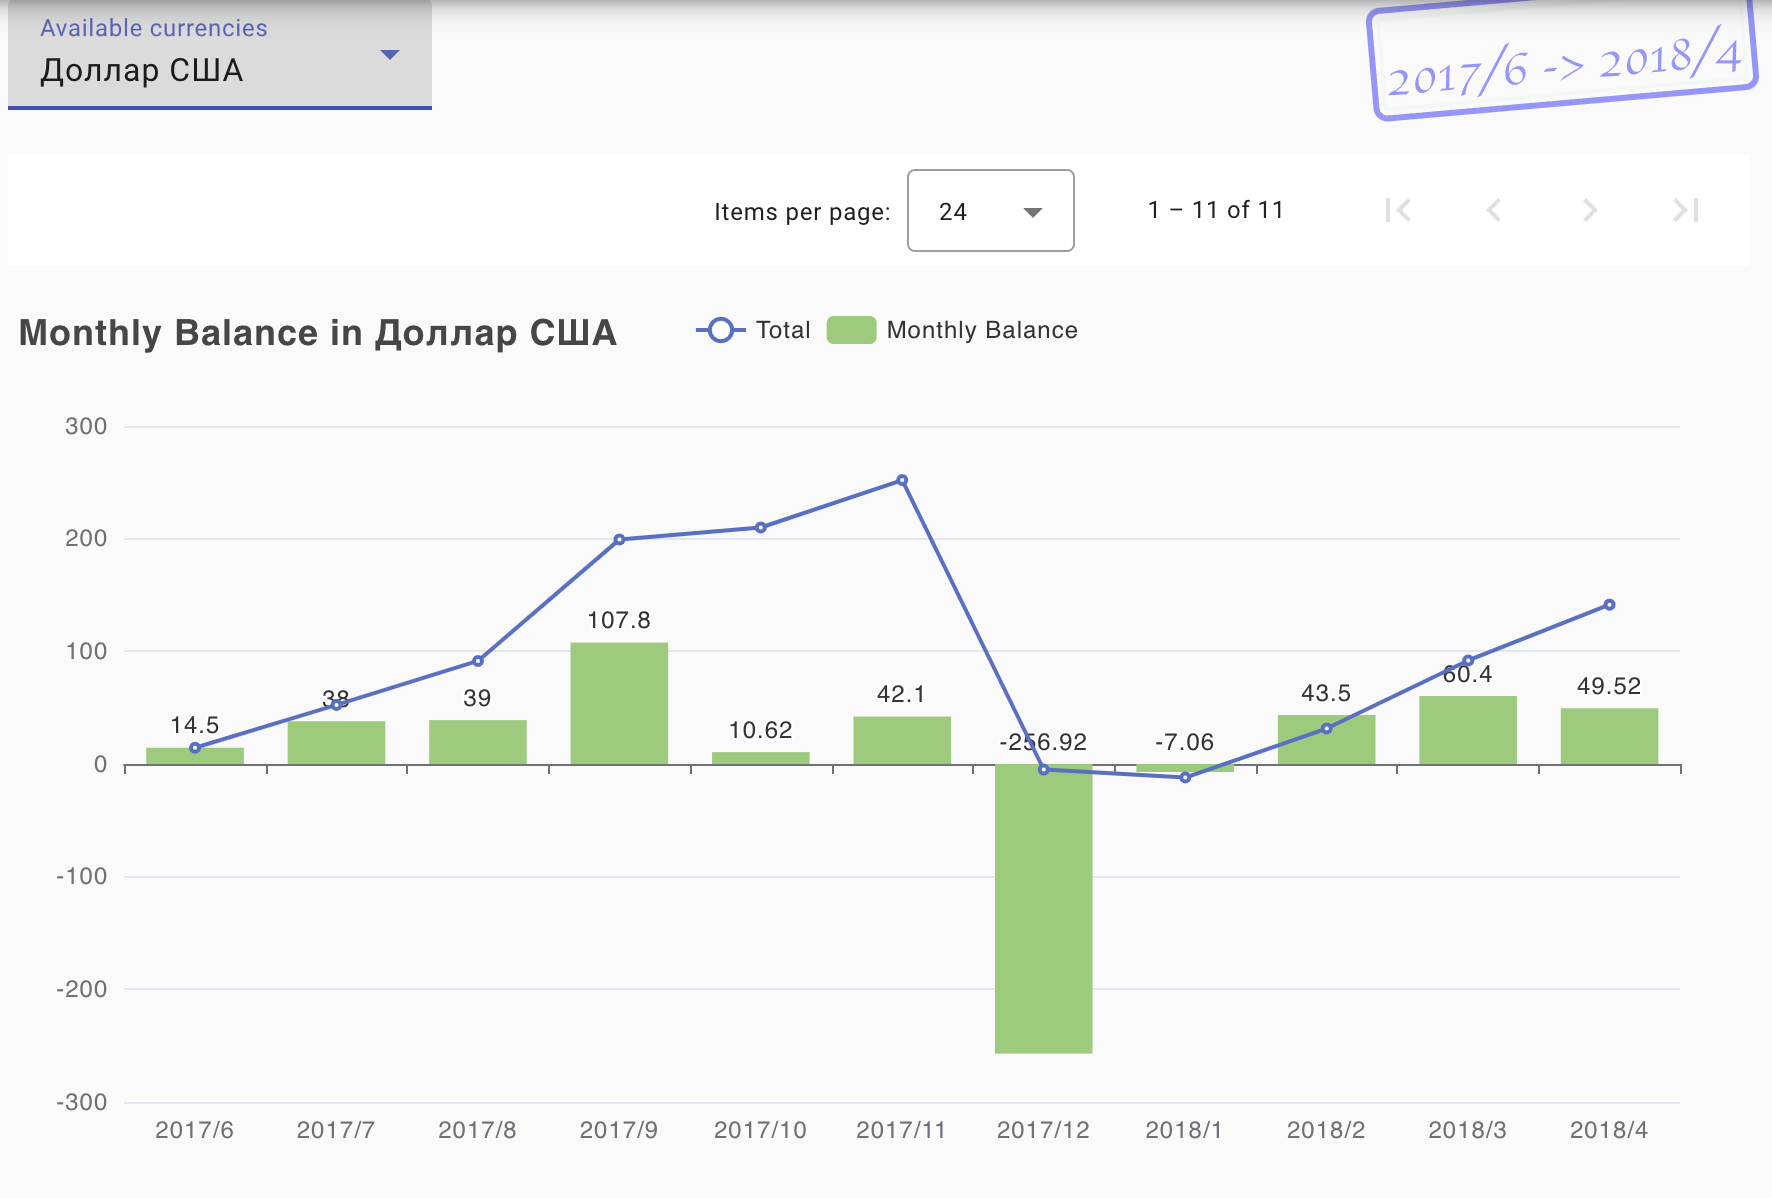 Available currencies
Доллар США
2017/6 -> 2018/4
Items per page: 24 1 – 11 of 11
Monthly Balance in Доллар США
Total Monthly Balance
300
200
100
0
-100
-200
-300
14.5
38
39
107.8
10.62
42.1
-256.92
-7.06
43.5
60.4
49.52
2017/6 2017/7 2017/8 2017/9 2017/10 2017/11 2017/12 2018/1 2018/2 2018/3 2018/4